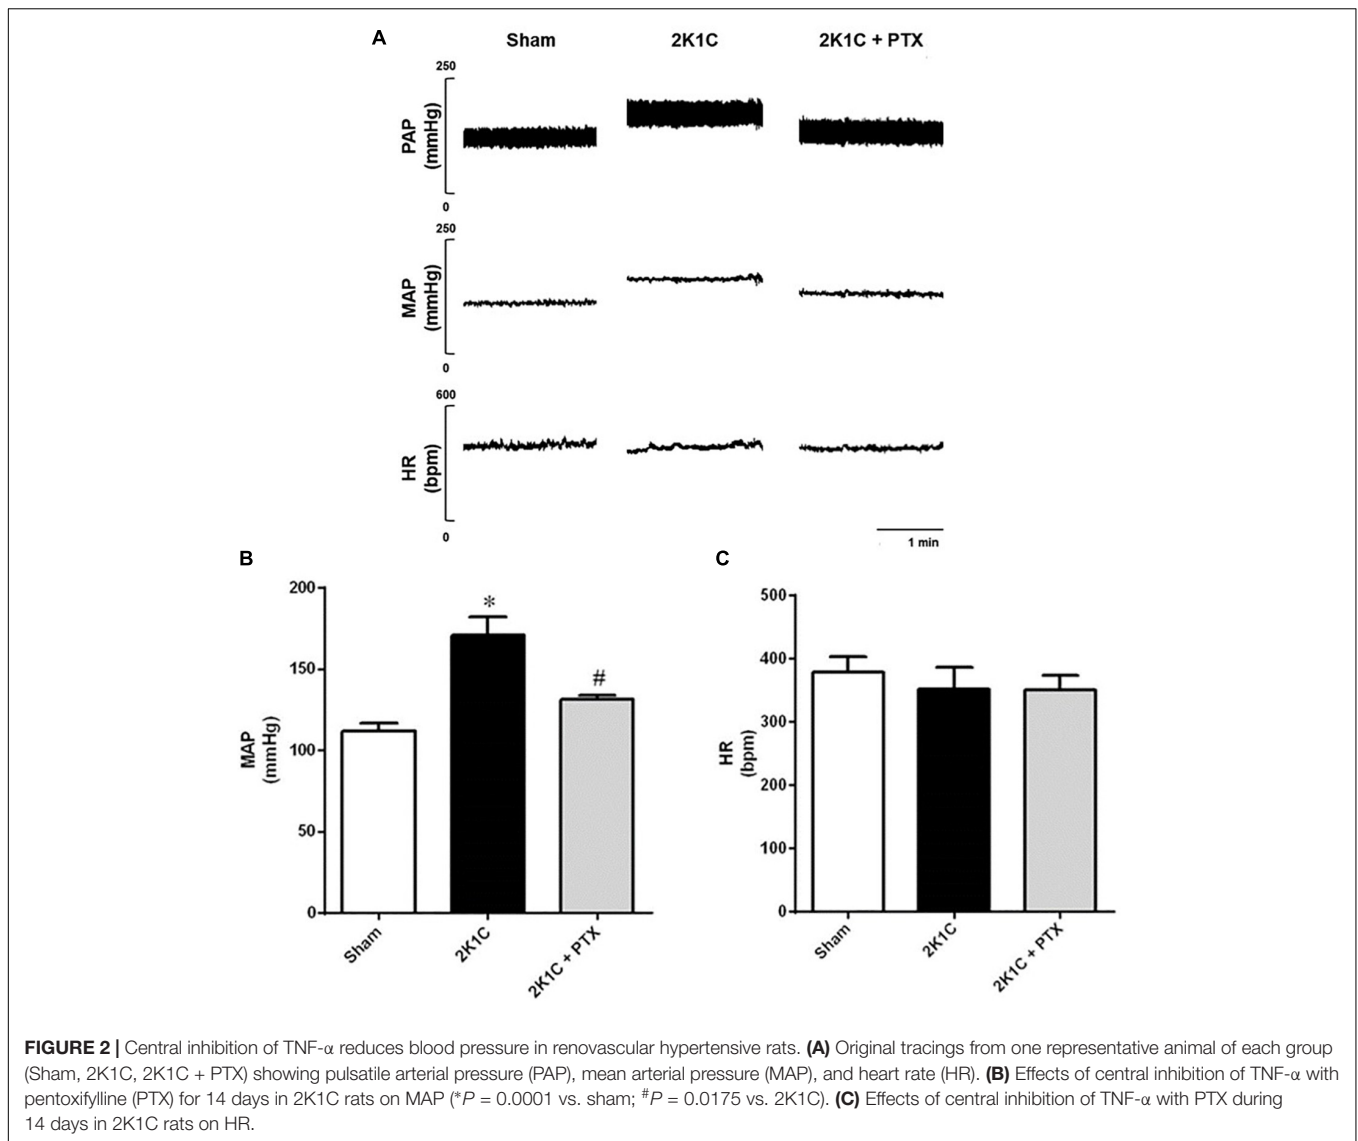 A
Sham 2K1C 2K1C + PTX
250
PAP
(mmHg)
0
250
MAP
(mmHg)
0
600
HR
(bpm)
0
1 min
B
200
*
150
#
100
50
0
MAP
(mmHg)
Sham
2K1C
2K1C + PTX
C
500
400
300
200
100
0
HR
(bpm)
Sham
2K1C
2K1C + PTX
FIGURE 2 | Central inhibition of TNF-α reduces blood pressure in renovascular hypertensive rats. (A) Original tracings from one representative animal of each group
(Sham, 2K1C, 2K1C + PTX) showing pulsatile arterial pressure (PAP), mean arterial pressure (MAP), and heart rate (HR). (B) Effects of central inhibition of TNF-α with
pentoxifylline (PTX) for 14 days in 2K1C rats on MAP (*P = 0.0001 vs. sham; #P = 0.0175 vs. 2K1C). (C) Effects of central inhibition of TNF-α with PTX during
14 days in 2K1C rats on HR.